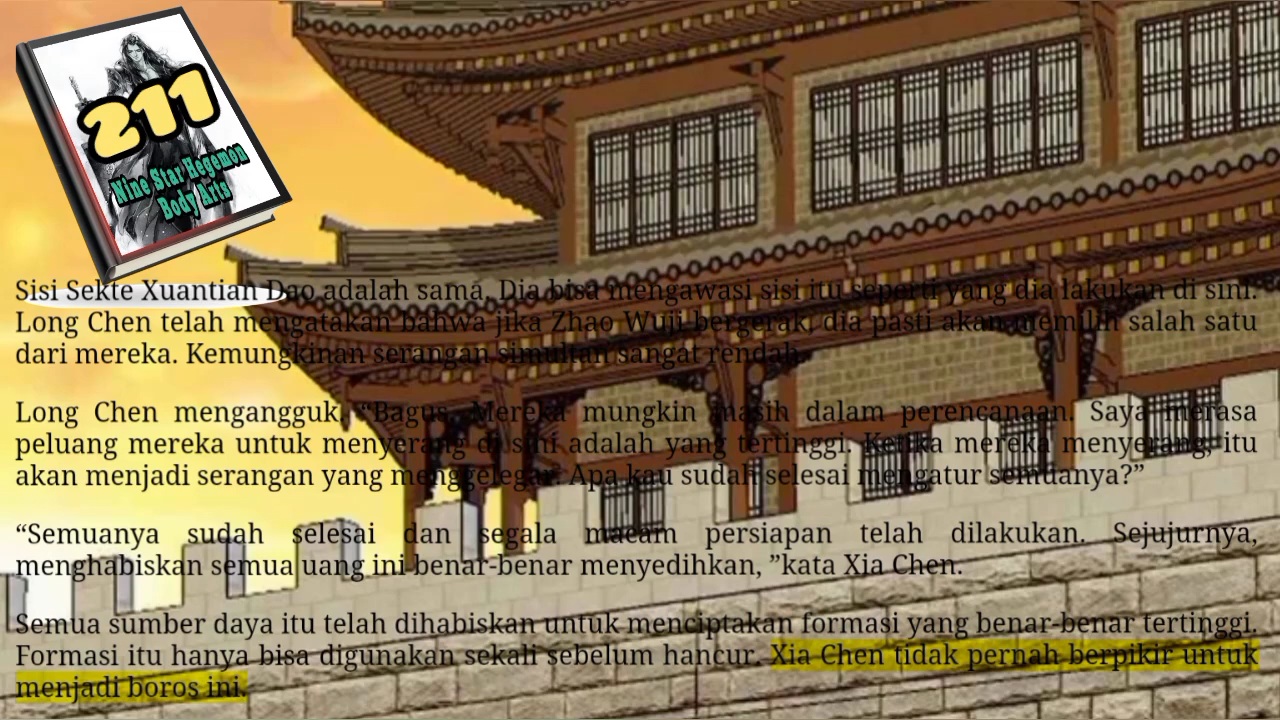 211
Nine Star Hegemon
Body Arts
Sisi Sekte Xuantian Dao adalah sama. Dia bisa mengawasi sisi itu seperti yang dia lakukan di sini.
Long Chen telah mengatakan bahwa jika Zhao Wuji bergerak, dia pasti akan memilih salah satu
dari mereka. Kemungkinan serangan simultan sangat rendah.
Long Chen mengangguk. “Bagus. Mereka mungkin masih dalam perencanaan. Saya merasa
peluang mereka untuk menyerang di sini adalah yang tertinggi. Ketika mereka menyerang, itu
akan menjadi serangan yang menggelegar. Apa kau sudah selesai mengatur semuanya?”
“Semuanya sudah selesai dan segala macam persiapan telah dilakukan. Sejujurnya,
menghabiskan semua uang ini benar-benar menyedihkan, ”kata Xia Chen.
Semua sumber daya itu telah dihabiskan untuk menciptakan formasi yang benar-benar tertinggi.
Formasi itu hanya bisa digunakan sekali sebelum hancur. Xia Chen tidak pernah berpikir untuk
menjadi boros ini.